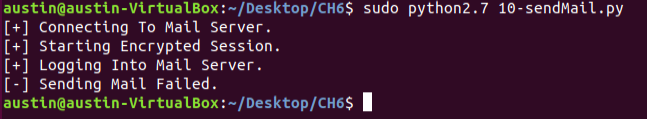 austin@austin-VirtualBox:~/Desktop/CH6$ sudo python2.7 10-sendMail.py
[+] Connecting To Mail Server.
[+] Starting Encrypted Session.
[+] Logging Into Mail Server.
[-] Sending Mail Failed.
austin@austin-VirtualBox:~/Desktop/CH6$